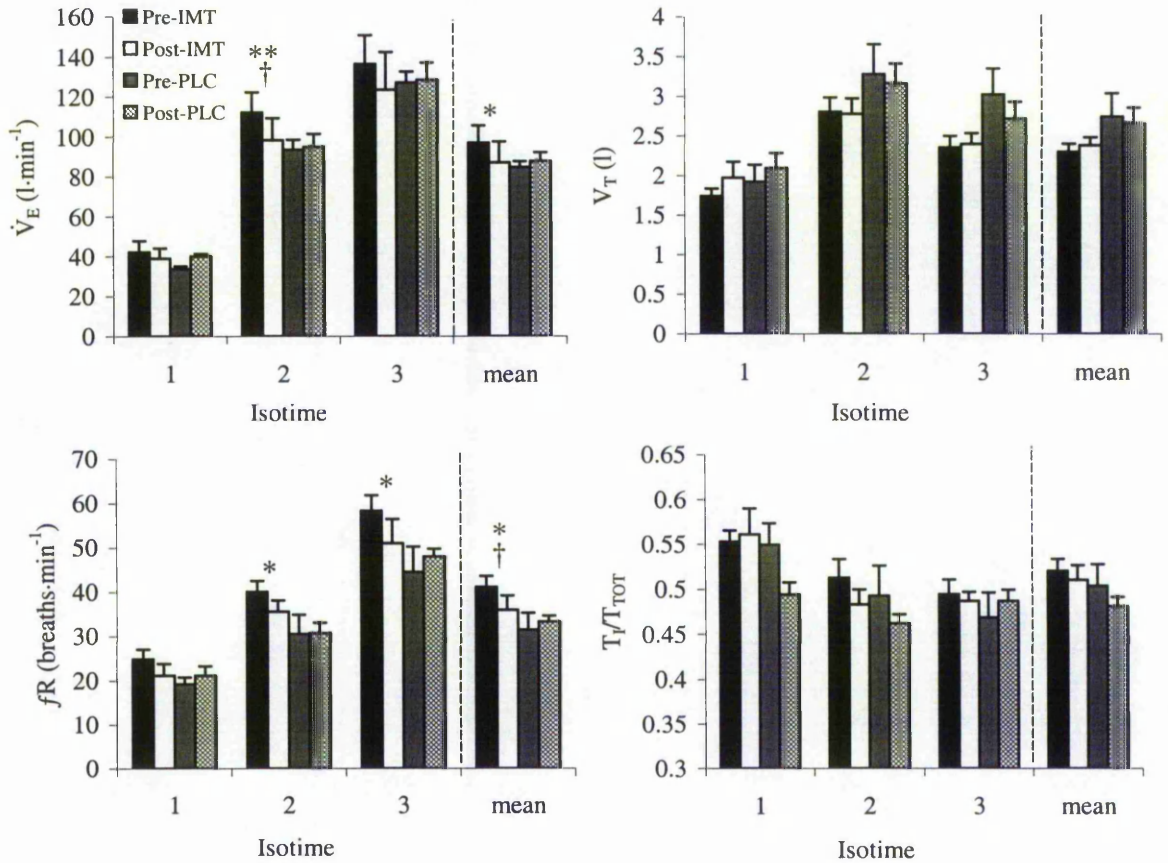 V̇E (l·min-1)
160
140
120
100
80
60
40
20
0
Pre-IMT
Post-IMT
Pre-PLC
Post-PLC
**
†
*
1 2 3 mean
Isotime
VT (l)
4
3.5
3
2.5
2
1.5
1
0.5
0
1 2 3 mean
Isotime
fR (breaths·min-1)
70
60
50
40
30
20
10
0
*
*
*
†
1 2 3 mean
Isotime
TI/TTOT
0.65
0.6
0.55
0.5
0.45
0.4
0.35
0.3
1 2 3 mean
Isotime